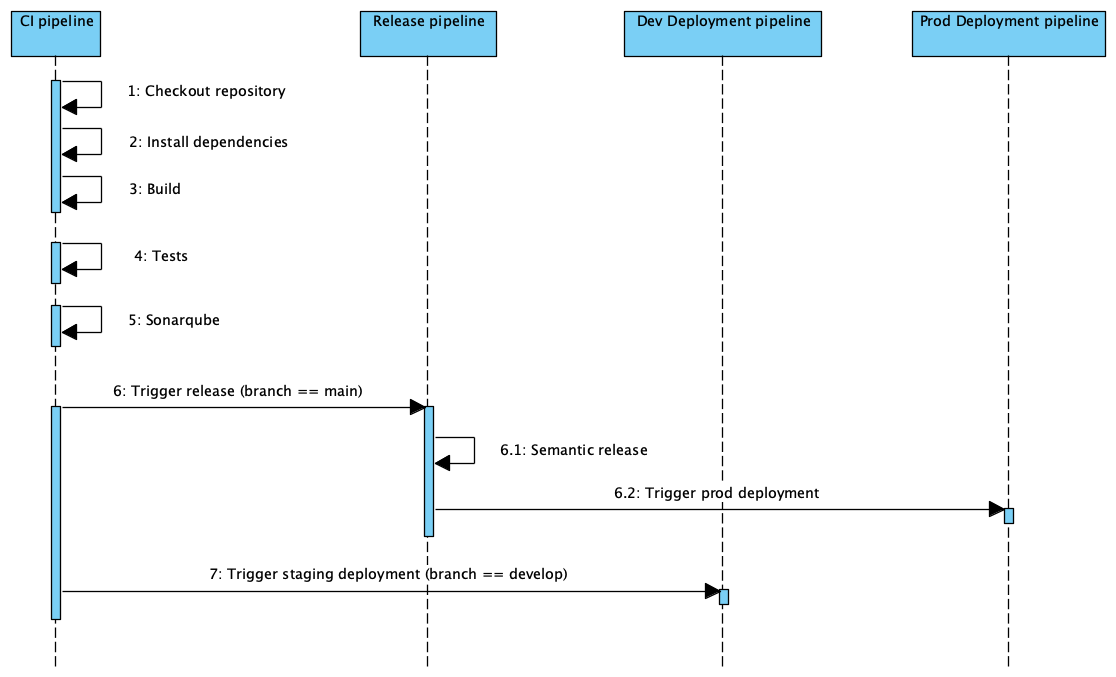 CI pipeline
Release pipeline
Dev Deployment pipeline
Prod Deployment pipeline
1: Checkout repository
2: Install dependencies
3: Build
4: Tests
5: Sonarqube
6: Trigger release (branch == main)
6.1: Semantic release
6.2: Trigger prod deployment
7: Trigger staging deployment (branch == develop)